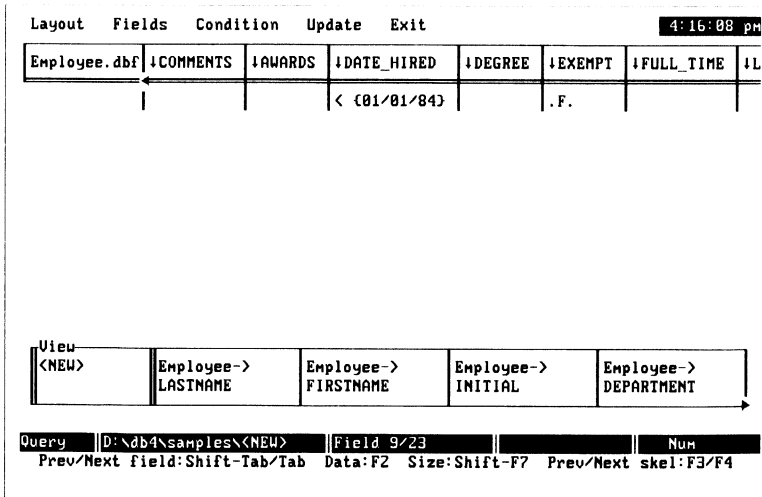 Layout Fields Condition Update Exit 4:16:08 pm
Employee.dbf ↓COMMENTS ↓AWARDS ↓DATE_HIRED ↓DEGREE ↓EXEMPT ↓FULL_TIME ↓L
< {01/01/84} .F.
View
<NEW> Employee-> Employee-> Employee-> Employee->
LASTNAME FIRSTNAME INITIAL DEPARTMENT
Query D:\db4\samples\<NEW> Field 9/23 Num
Prev/Next field:Shift-Tab/Tab Data:F2 Size:Shift-F7 Prev/Next skel:F3/F4